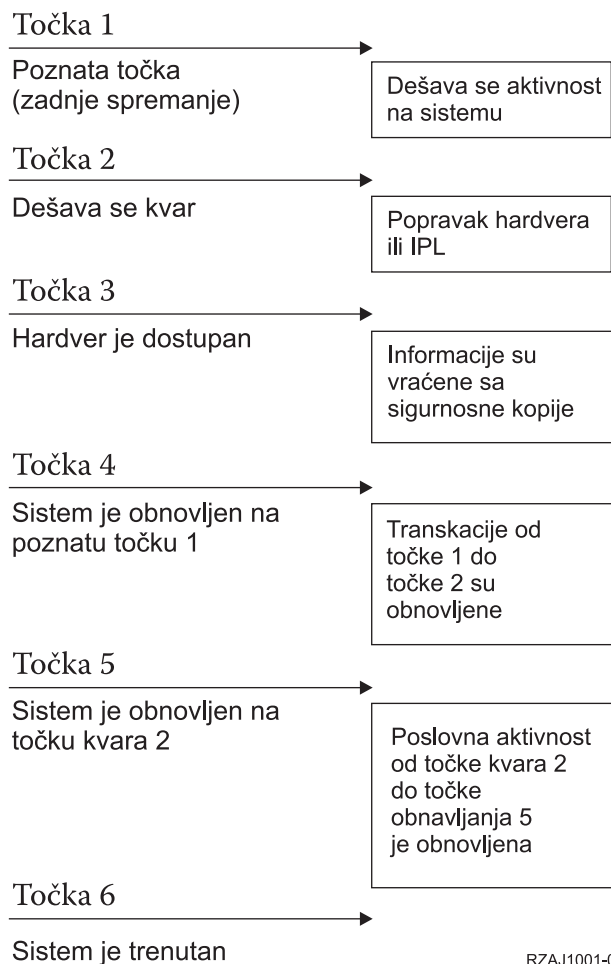 Točka 1
Poznata točka
(zadnje spremanje)
Dešava se aktivnost
na sistemu
Točka 2
Dešava se kvar
Popravak hardvera
ili IPL
Točka 3
Hardver je dostupan
Informacije su
vraćene sa
sigurnosne kopije
Točka 4
Sistem je obnovljen na
poznatu točku 1
Transkacije od
točke 1 do
točke 2 su
obnovljene
Točka 5
Sistem je obnovljen na
točku kvara 2
Poslovna aktivnost
od točke kvara 2
do točke
obnavljanja 5
je obnovljena
Točka 6
Sistem je trenutan
RZAJ1001-0